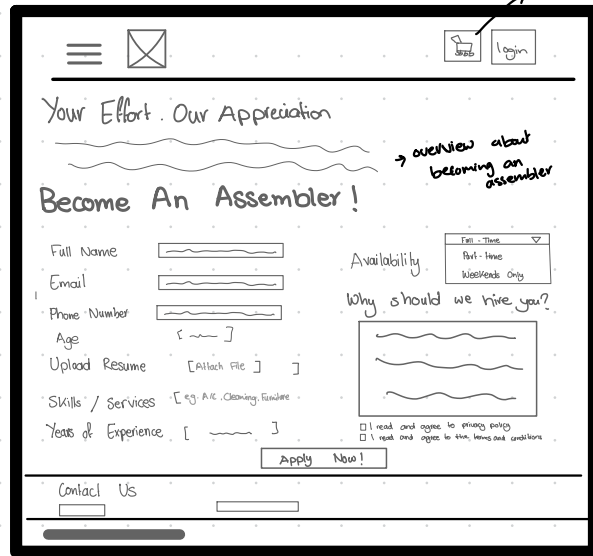 login
Your Effort. Our Appreciation
→ overview about
becoming an
assembler
Become An Assembler!
Full Name
Email
Phone Number
Age [ ]
Upload Resume [Attach File ] ]
Skills / Services [eg. A/C, Cleaning, Furniture
Years of Experience [ ]
Availability
Full-Time
Part-time
Weekends Only
Why should we hire you?
I read and agree to privacy policy
I read and agree to the terms and conditions
Apply Now!
Contact Us